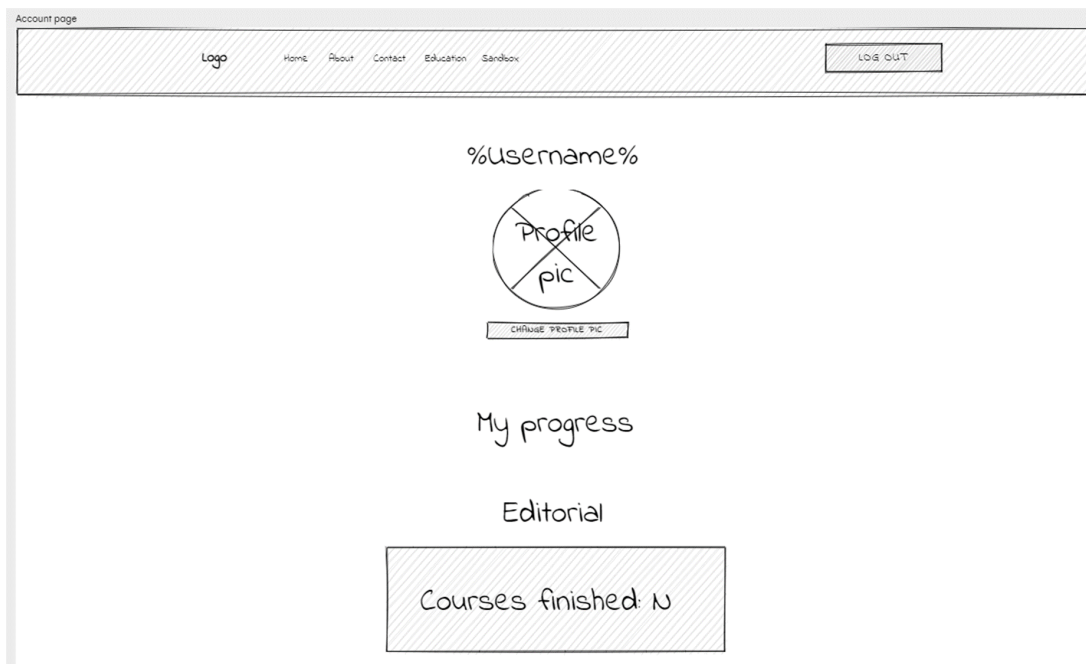 Account page
Logo Home About Contact Education Sandbox LOG OUT
%Username%
Profile
pic
CHANGE PROFILE PIC
My progress
Editorial
Courses finished: N